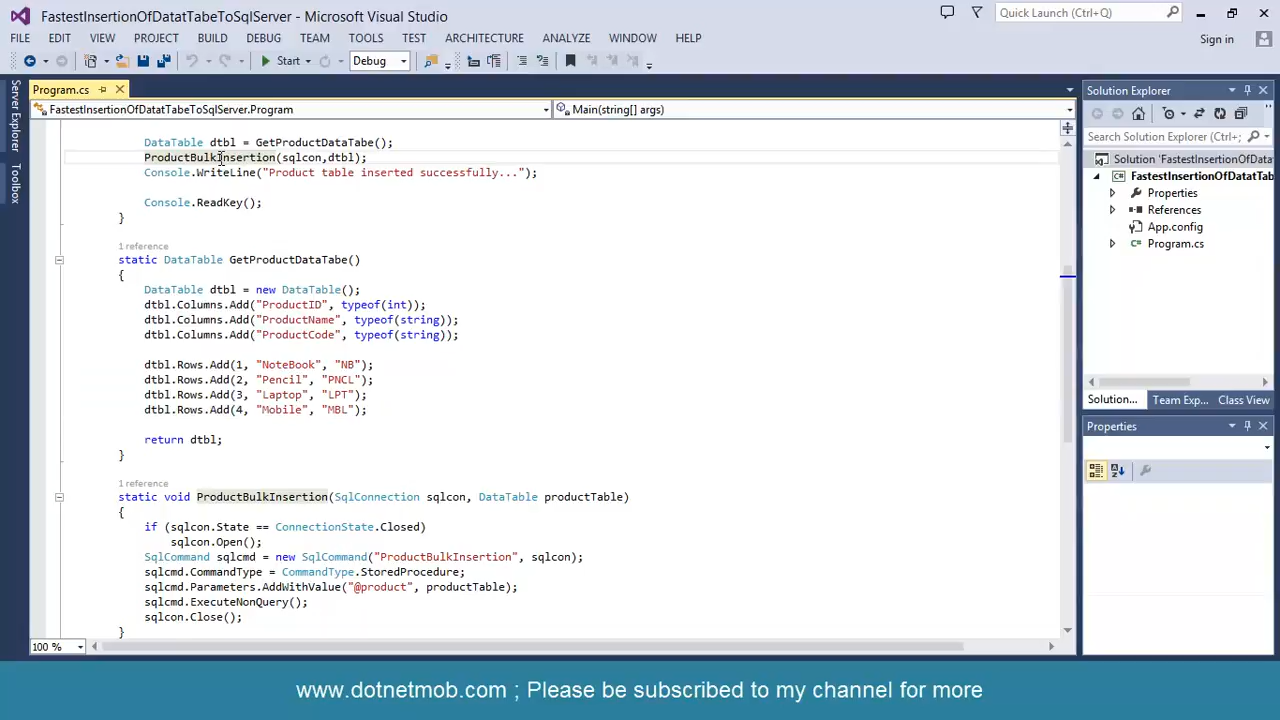 FastestInsertionOfDatatTabeToSqlServer - Microsoft Visual Studio
Quick Launch (Ctrl+Q)
FILE EDIT VIEW PROJECT BUILD DEBUG TEAM TOOLS TEST ARCHITECTURE ANALYZE WINDOW HELP
Sign in
Start
Debug
Server Explorer
Toolbox
Program.cs
FastestInsertionOfDatatTabeToSqlServer.Program
Main(string[] args)
DataTable dtbl = GetProductDataTabe();
ProductBulkInsertion(sqlcon,dtbl);
Console.WriteLine("Product table inserted successfully...");
Console.ReadKey();
}
1 reference
static DataTable GetProductDataTabe()
{
DataTable dtbl = new DataTable();
dtbl.Columns.Add("ProductID", typeof(int));
dtbl.Columns.Add("ProductName", typeof(string));
dtbl.Columns.Add("ProductCode", typeof(string));
dtbl.Rows.Add(1, "NoteBook", "NB");
dtbl.Rows.Add(2, "Pencil", "PNCL");
dtbl.Rows.Add(3, "Laptop", "LPT");
dtbl.Rows.Add(4, "Mobile", "MBL");
return dtbl;
}
1 reference
static void ProductBulkInsertion(SqlConnection sqlcon, DataTable productTable)
{
if (sqlcon.State == ConnectionState.Closed)
sqlcon.Open();
SqlCommand sqlcmd = new SqlCommand("ProductBulkInsertion", sqlcon);
sqlcmd.CommandType = CommandType.StoredProcedure;
sqlcmd.Parameters.AddWithValue("@product", productTable);
sqlcmd.ExecuteNonQuery();
sqlcon.Close();
}
100 %
Solution Explorer
Search Solution Explorer (Ctrl+;)
Solution 'FastestInsertionOfData
FastestInsertionOfDatatTab
Properties
References
App.config
Program.cs
Solution... Team Exp... Class View
Properties
www.dotnetmob.com ; Please be subscribed to my channel for more